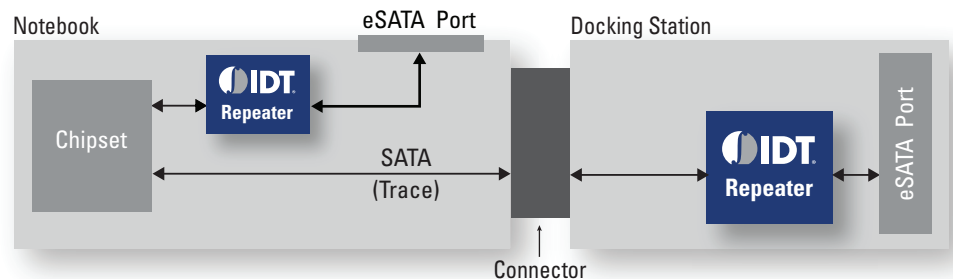 Notebook
eSATA Port
Docking Station
IDT.
Repeater
Chipset
SATA
(Trace)
IDT.
Repeater
eSATA Port
Connector